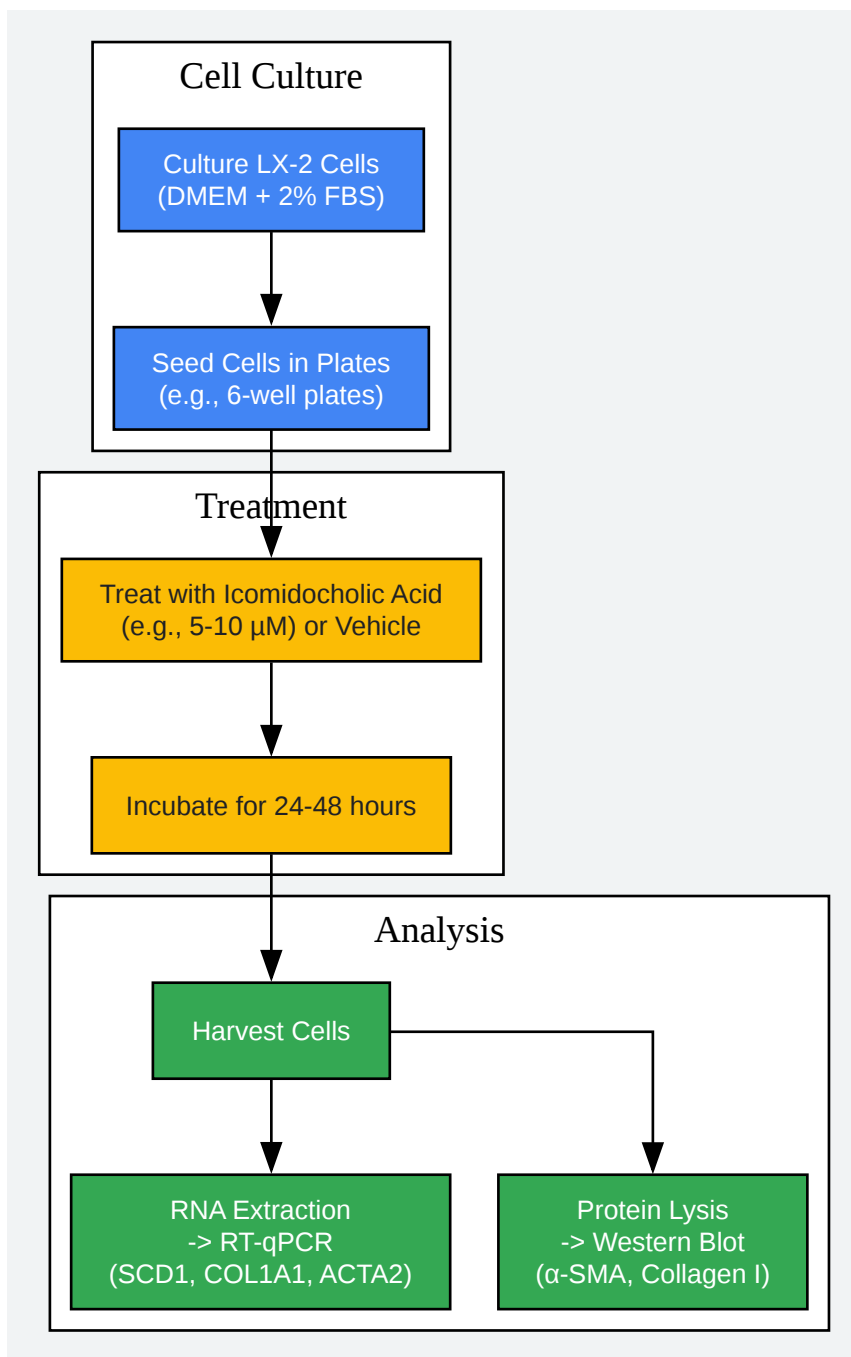 Cell Culture
Culture LX-2 Cells
(DMEM + 2% FBS)
Seed Cells in Plates
(e.g., 6-well plates)
Treatment
Treat with Icomidocholic Acid
(e.g., 5-10 µM) or Vehicle
Incubate for 24-48 hours
Analysis
Harvest Cells
RNA Extraction
-> RT-qPCR
(SCD1, COL1A1, ACTA2)
Protein Lysis
-> Western Blot
(α-SMA, Collagen I)